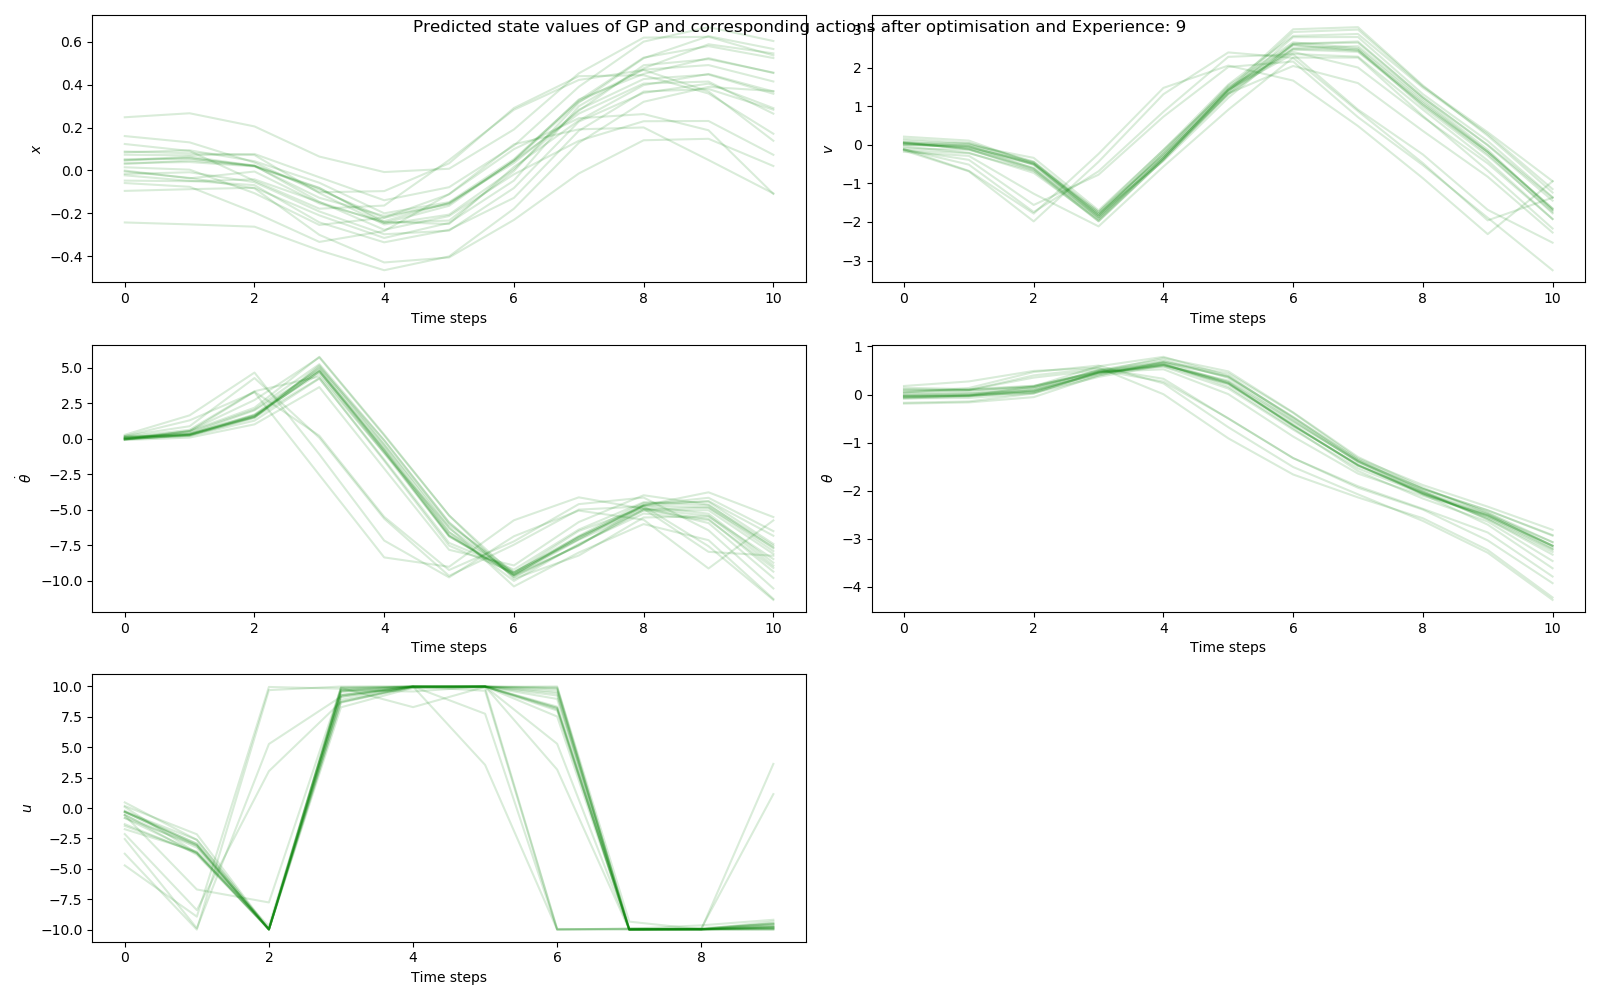 Predicted state values of GP and corresponding actions after optimisation and Experience: 9
0.6
0.4
0.2
0.0
−0.2
−0.4
x
0 2 4 6 8 10
Time steps
3
2
1
0
−1
−2
−3
v
0 2 4 6 8 10
Time steps
5.0
2.5
0.0
−2.5
−5.0
−7.5
−10.0
θ̇
0 2 4 6 8 10
Time steps
1
0
−1
−2
−3
−4
θ
0 2 4 6 8 10
Time steps
10.0
7.5
5.0
2.5
0.0
−2.5
−5.0
−7.5
−10.0
u
0 2 4 6 8
Time steps